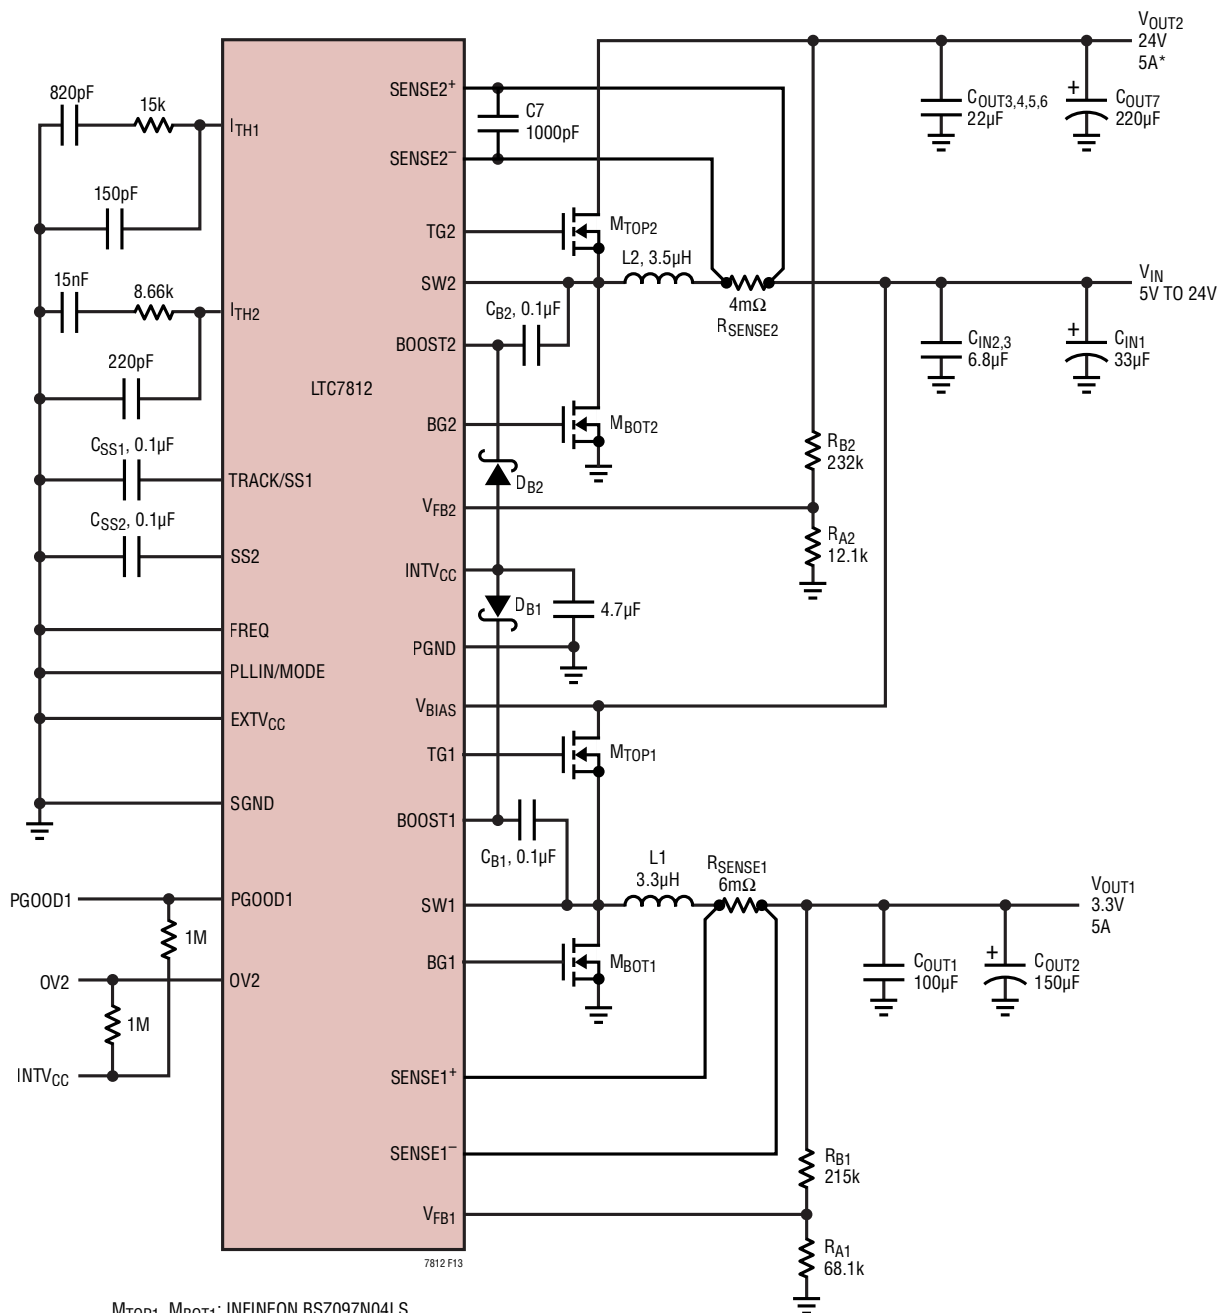 820pF
15k
ITH1
150pF
15nF
8.66k
ITH2
220pF
CSS1, 0.1µF
TRACK/SS1
CSS2, 0.1µF
SS2
FREQ
PLLIN/MODE
EXTVCC
SGND
PGOOD1
PGOOD1
1M
OV2
OV2
1M
INTVCC
LTC7812
SENSE2+
C7
1000pF
SENSE2–
TG2
MTOP2
SW2
L2, 3.5µH
4mΩ
RSENSE2
CB2, 0.1µF
BOOST2
BG2
MBOT2
DB2
VFB2
INTVCC
DB1
4.7µF
PGND
VBIAS
TG1
MTOP1
BOOST1
CB1, 0.1µF
SW1
L1
3.3µH
RSENSE1
6mΩ
BG1
MBOT1
SENSE1+
SENSE1–
VFB1
VOUT2
24V
5A*
COUT3,4,5,6
22µF
+
COUT7
220µF
VIN
5V TO 24V
CIN2,3
6.8µF
+
CIN1
33µF
RB2
232k
RA2
12.1k
VOUT1
3.3V
5A
COUT1
100µF
+
COUT2
150µF
RB1
215k
RA1
68.1k
7812 F13
MTOP1, MBOT1: INFINEON BSZ097N04LS